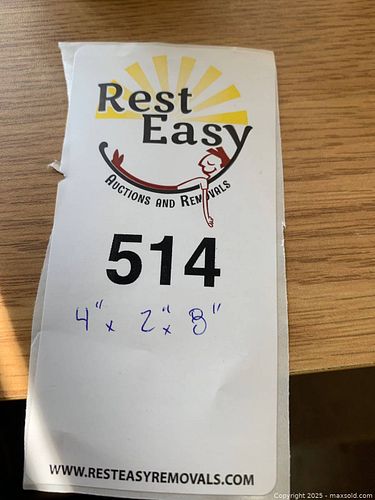 Rest
Easy
AUCTIONS AND REMOVALS
514
4" x 2" x 8"
WWW.RESTEASYREMOVALS.COM
Copyright 2025 - maxsold.com